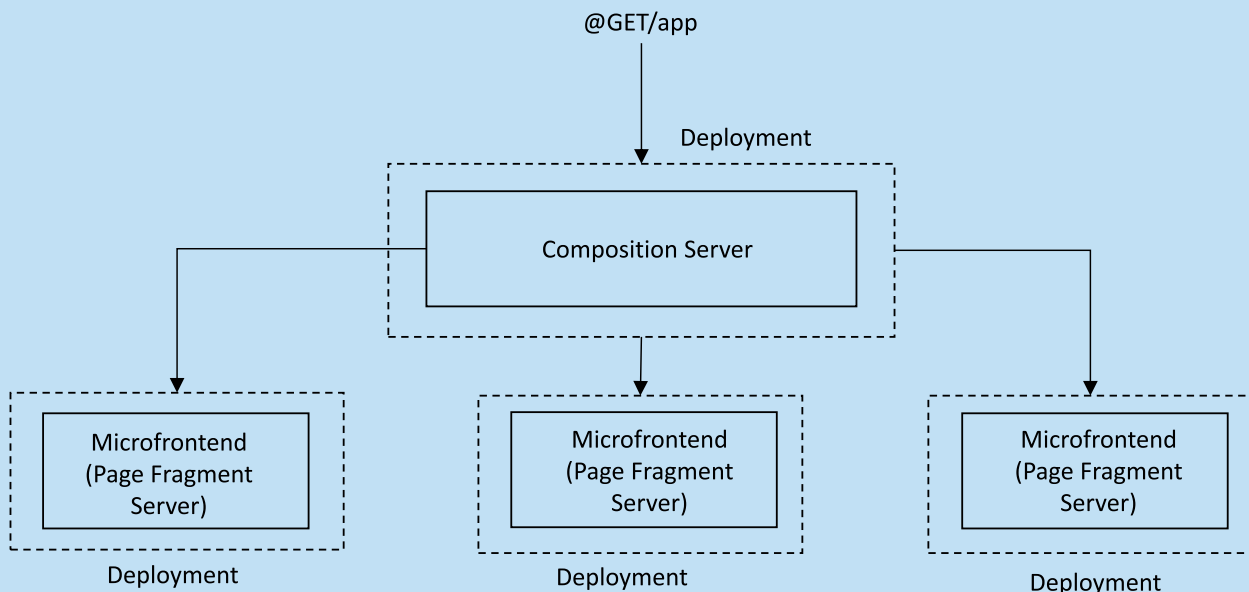 @GET/app
Deployment
Composition Server
Microfrontend
(Page Fragment
Server)
Deployment
Microfrontend
(Page Fragment
Server)
Deployment
Microfrontend
(Page Fragment
Server)
Deployment